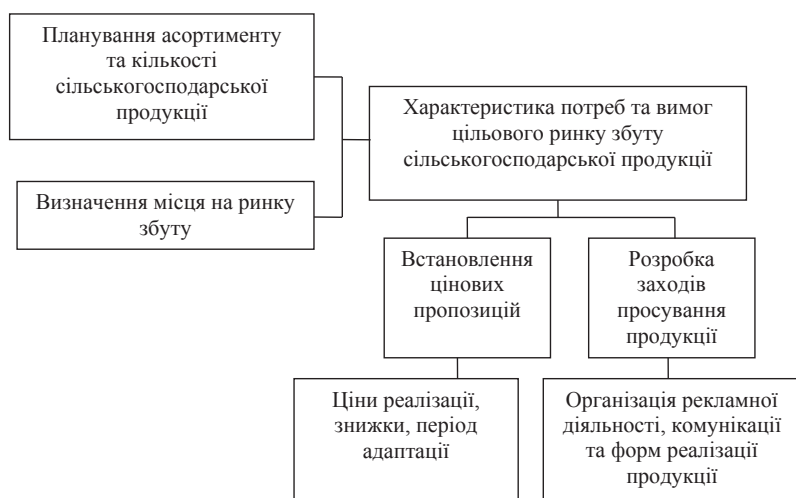 Планування асортименту
та кількості
сільськогосподарської
продукції
Характеристика потреб та вимог
цільового ринку збуту
сільськогосподарської продукції
Визначення місця на ринку
збуту
Встановлення
цінових
пропозицій
Розробка
заходів
просування
продукції
Ціни реалізації,
знижки, період
адаптації
Організація рекламної
діяльності, комунікації
та форм реалізації
продукції